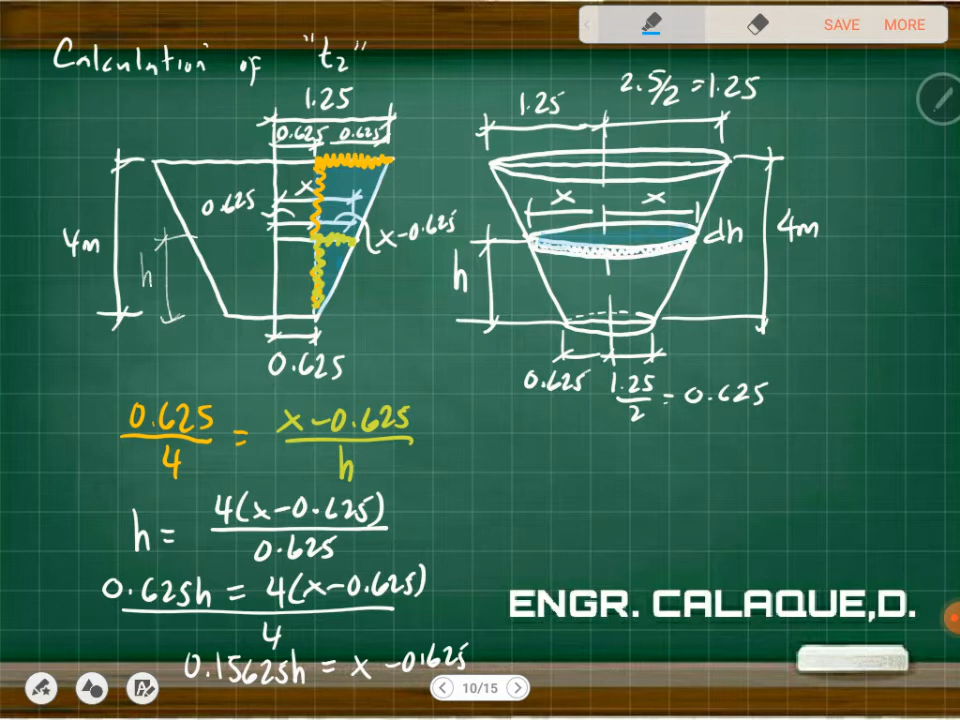 SAVE MORE
Calculation of "t₂"
1.25
0.625 0.625
x
0.625
x-0.625
4m
h
0.625
2.5/2 = 1.25
1.25
x x
dh
4m
h
0.625 1.25/2 = 0.625
0.625/4 = x-0.625/h
h = 4(x-0.625)/0.625
0.625h = 4(x-0.625)
4
0.15625h = x -0.625
ENGR. CALAQUE,D.
10/15